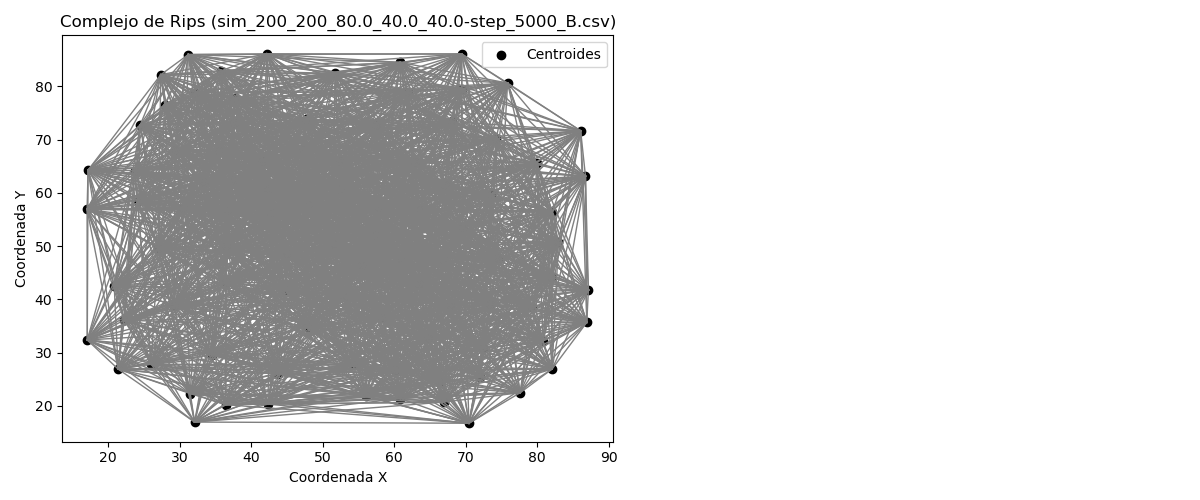 Complejo de Rips (sim_200_200_80.0_40.0_40.0-step_5000_B.csv)
Centroides
80
70
60
50
40
30
20
Coordenada Y
20 30 40 50 60 70 80 90
Coordenada X